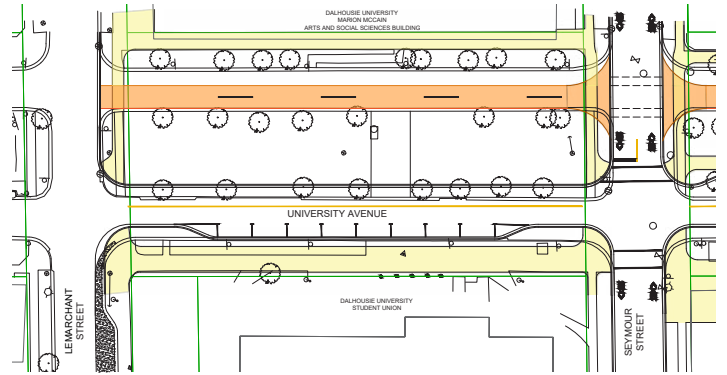 DALHOUSIE UNIVERSITY
MARION MCCAIN
ARTS AND SOCIAL SCIENCES BUILDING
UNIVERSITY AVENUE
DALHOUSIE UNIVERSITY
STUDENT UNION
LEMARCHANT
STREET
SEYMOUR
STREET